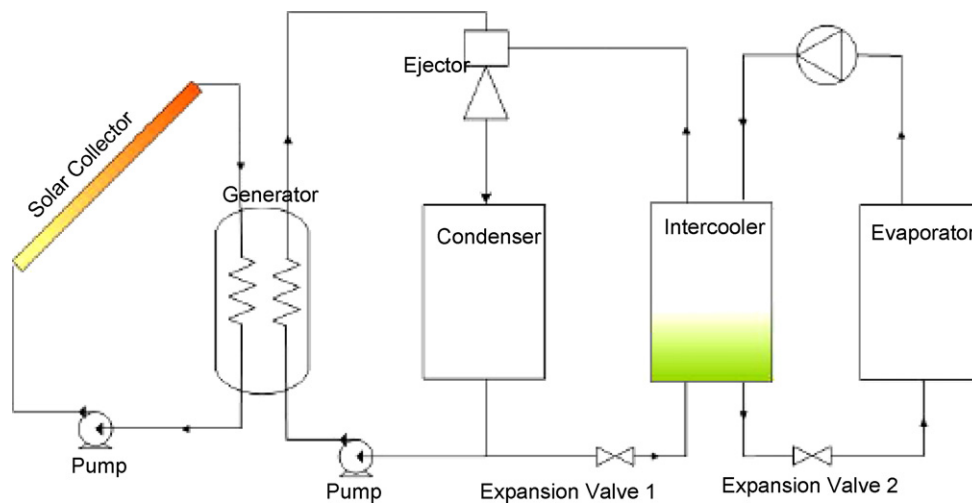 Ejector
Solar Collector
Generator
Condenser
Intercooler
Evaporator
Pump
Pump
Expansion Valve 1
Expansion Valve 2